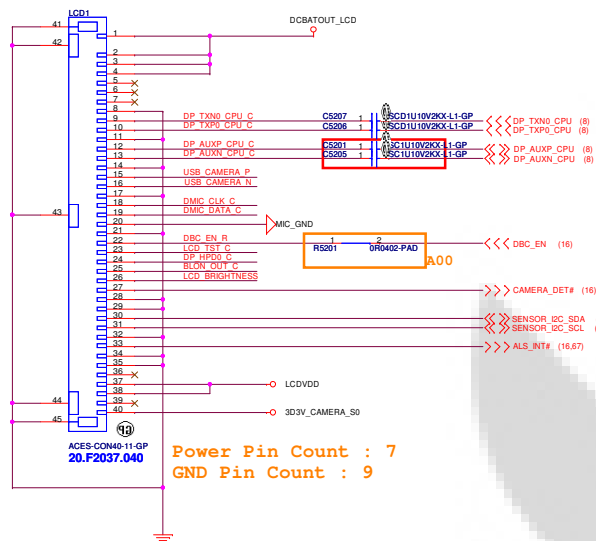 LCD1
DCBATOUT_LCD
41
42
43
44
45
1
2
3
4
5
6
7
8
9 DP_TXN0_CPU_C C5207 1 SCD1U10V2KX-L1-GP DP_TXN0_CPU (8)
10 DP_TXP0_CPU_C C5206 1 SCD1U10V2KX-L1-GP DP_TXP0_CPU (8)
11
12 DP_AUXP_CPU_C C5201 1 SC1U10V2KX-L1-GP DP_AUXP_CPU (8)
13 DP_AUXN_CPU_C C5205 1 SC1U10V2KX-L1-GP DP_AUXN_CPU (8)
14
15 USB_CAMERA_P
16 USB_CAMERA_N
17
18 DMIC_CLK_C
19 DMIC_DATA_C
20 MIC_GND
21
22 DBC_EN_R 1 2 DBC_EN (16)
R5201 0R0402-PAD
A00
23 LCD_TST_C
24 DP_HPD0_C
25 BLON_OUT_C
26 LCD_BRIGHTNESS
27 CAMERA_DET# (16)
28
29
30 SENSOR_I2C_SDA
31 SENSOR_I2C_SCL (
32
33 ALS_INT# (16,67)
34
35
36
37 LCDVDD
38
39
40 3D3V_CAMERA_S0
ACES-CON40-11-GP
20.F2037.040
Power Pin Count : 7
GND Pin Count : 9